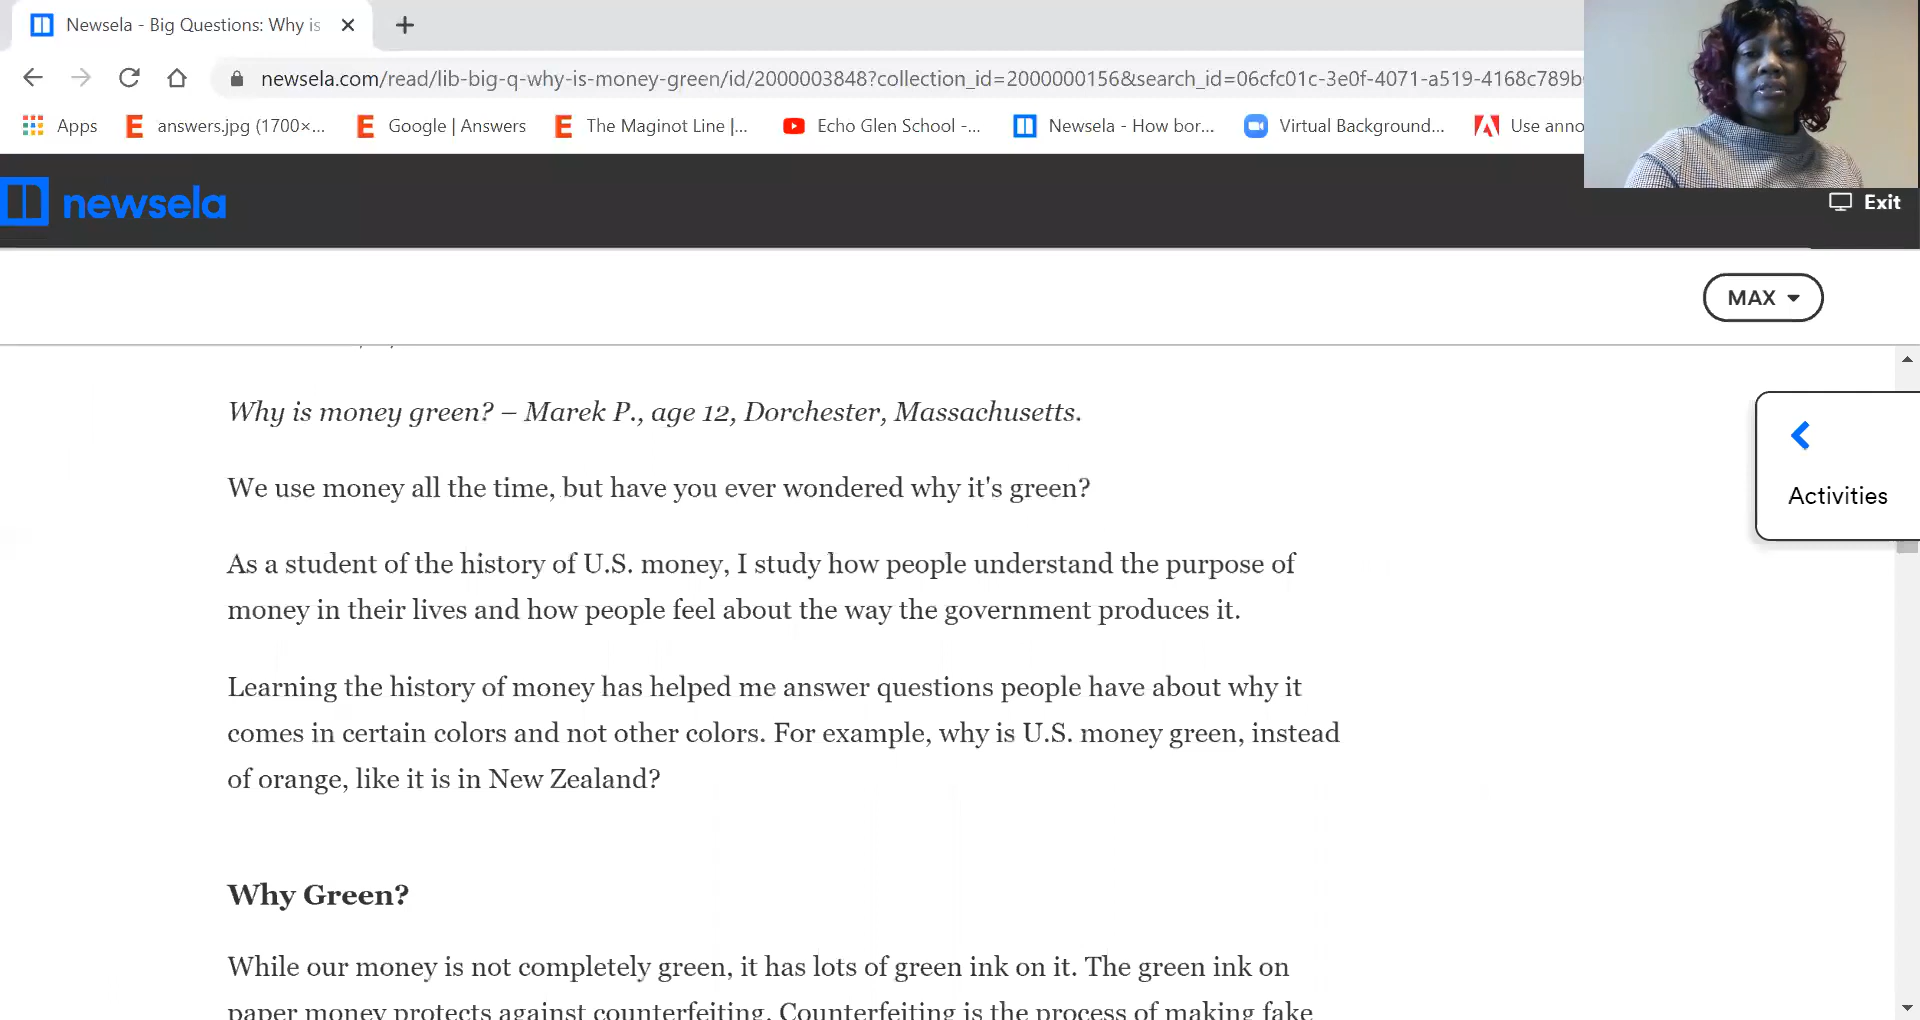 Newsela - Big Questions: Why is
newsela.com/read/lib-big-q-why-is-money-green/id/2000003848?collection_id=2000000156&search_id=06cfc01c-3e0f-4071-a519-4168c789b
Apps answers.jpg (1700×... Google | Answers The Maginot Line |... Echo Glen School -... Newsela - How bor... Virtual Background... Use anno
newsela
Exit
MAX
Why is money green? – Marek P., age 12, Dorchester, Massachusetts.
We use money all the time, but have you ever wondered why it's green?
Activities
As a student of the history of U.S. money, I study how people understand the purpose of
money in their lives and how people feel about the way the government produces it.
Learning the history of money has helped me answer questions people have about why it
comes in certain colors and not other colors. For example, why is U.S. money green, instead
of orange, like it is in New Zealand?
Why Green?
While our money is not completely green, it has lots of green ink on it. The green ink on
paper money protects against counterfeiting. Counterfeiting is the process of making fake